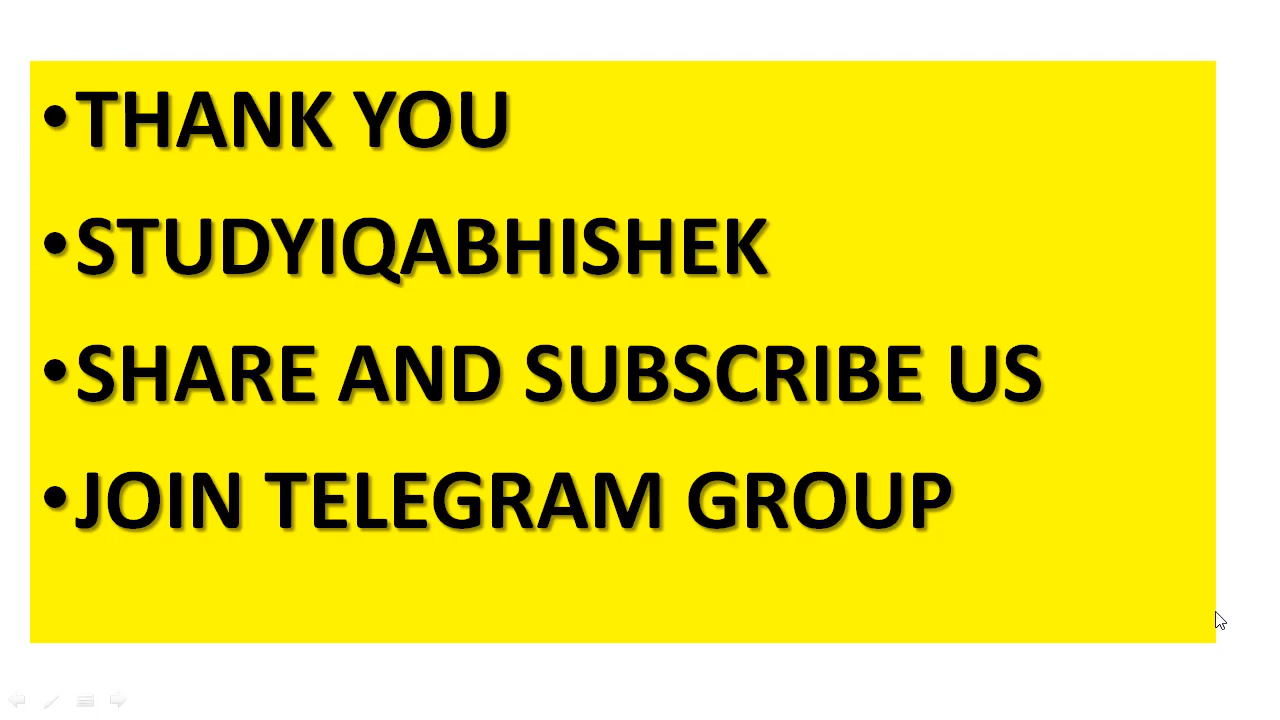 •THANK YOU
•STUDYIQABHISHEK
•SHARE AND SUBSCRIBE US
•JOIN TELEGRAM GROUP